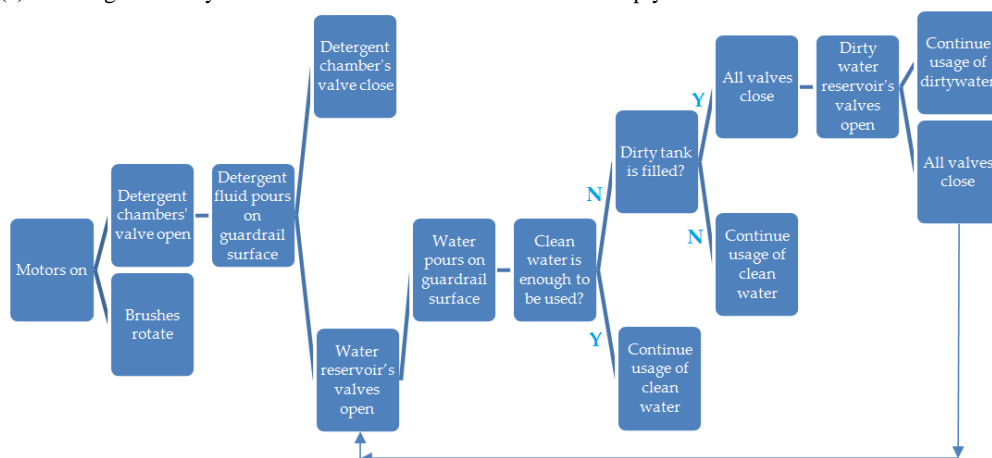 Detergent
chamber's
valve close
Continue
usage of
dirtywater
All valves
close
Dirty
water
reservoir's
valves
open
Y
Dirty tank
is filled?
All valves
close
Detergent
chambers'
valve open
Detergent
fluid pours
on
guardrail
surface
N
Motors on
Water
pours on
guardrail
surface
Clean
water is
enough to
be used?
N
Continue
usage of
clean
water
Brushes
rotate
Water
reservoir's
valves
open
Y
Continue
usage of
clean
water